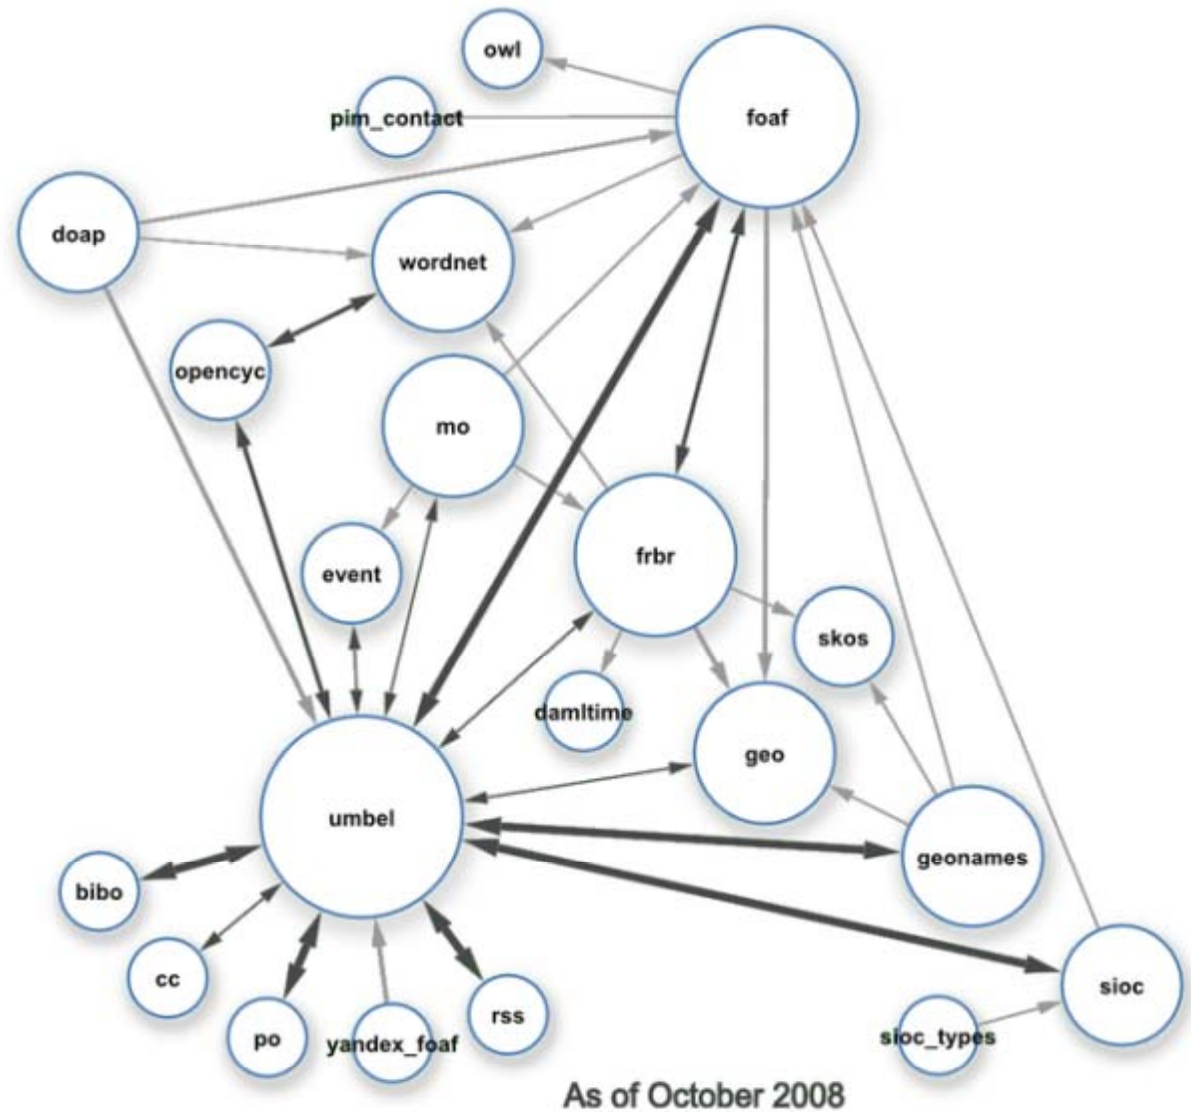 owl
foaf
pim_contact
doap
wordnet
opencyc
mo
frbr
event
skos
damltime
geo
umbel
geonames
bibo
cc
sioc
po
yandex_foaf
rss
sioc_types
As of October 2008